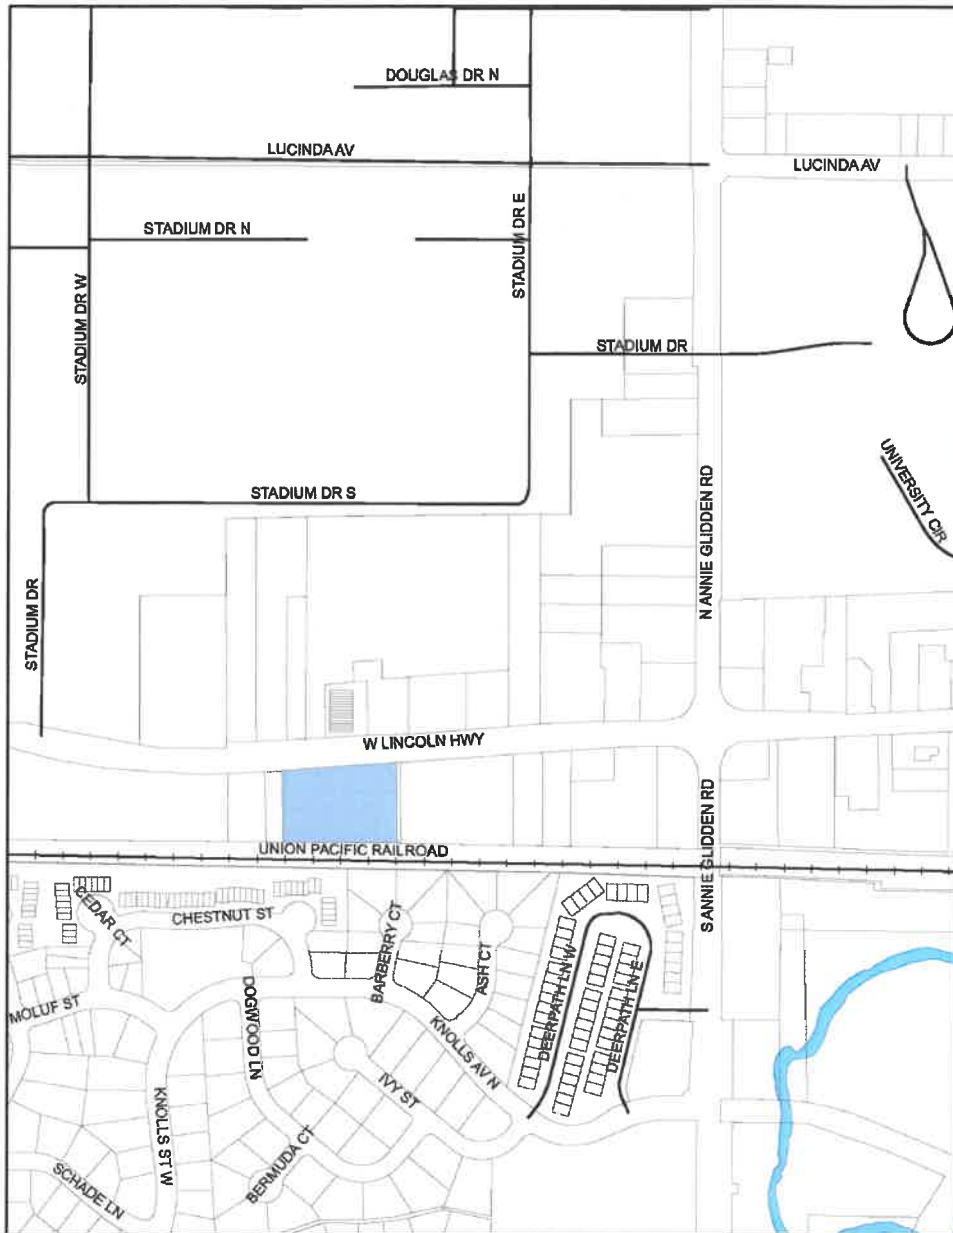 DOUGLAS DR N
LUCINDA AV
LUCINDA AV
STADIUM DR N
STADIUM DR E
STADIUM DR W
STADIUM DR
UNIVERSITY CIR
STADIUM DR S
N ANNIE GLIDDEN RD
STADIUM DR
W LINCOLN HWY
S ANNIE GLIDDEN RD
UNION PACIFIC RAILROAD
CEDAR CT
CHESTNUT ST
BARBERRY CT
ASH CT
DEERPATH LN W
DEERPATH LN E
MOLUF ST
DOGWOOD LN
KNOLLS AV N
IVY ST
KNOLLS ST W
BERMUDA CT
SCHADE LN